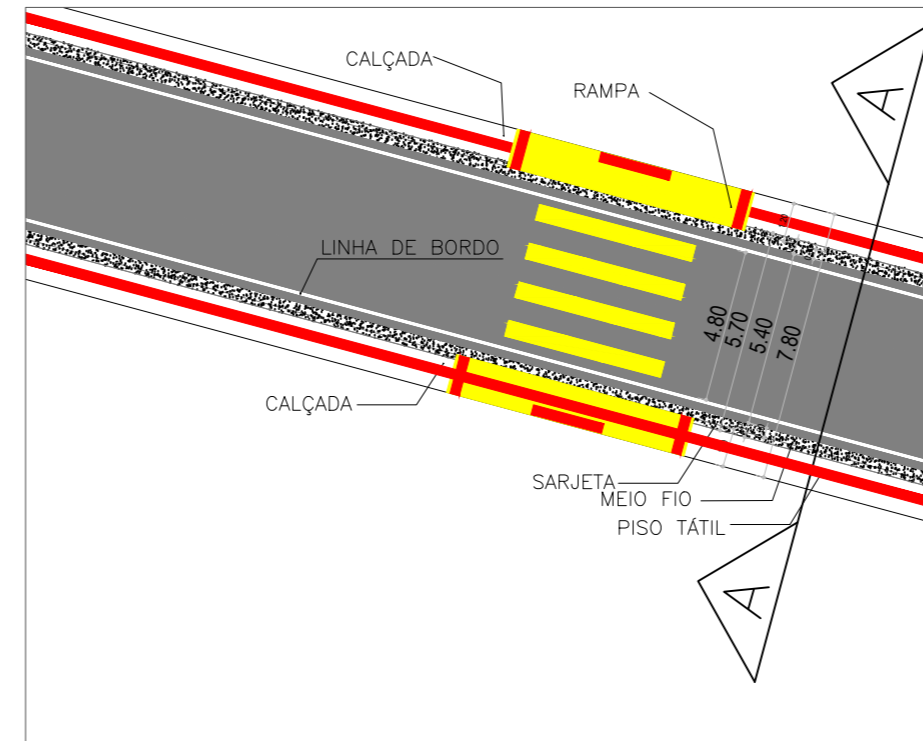 CALÇADA
RAMPA
A
LINHA DE BORDO
4.80
5.70
5.40
7.80
CALÇADA
SARJETA
MEIO FIO
PISO TÁTIL
A